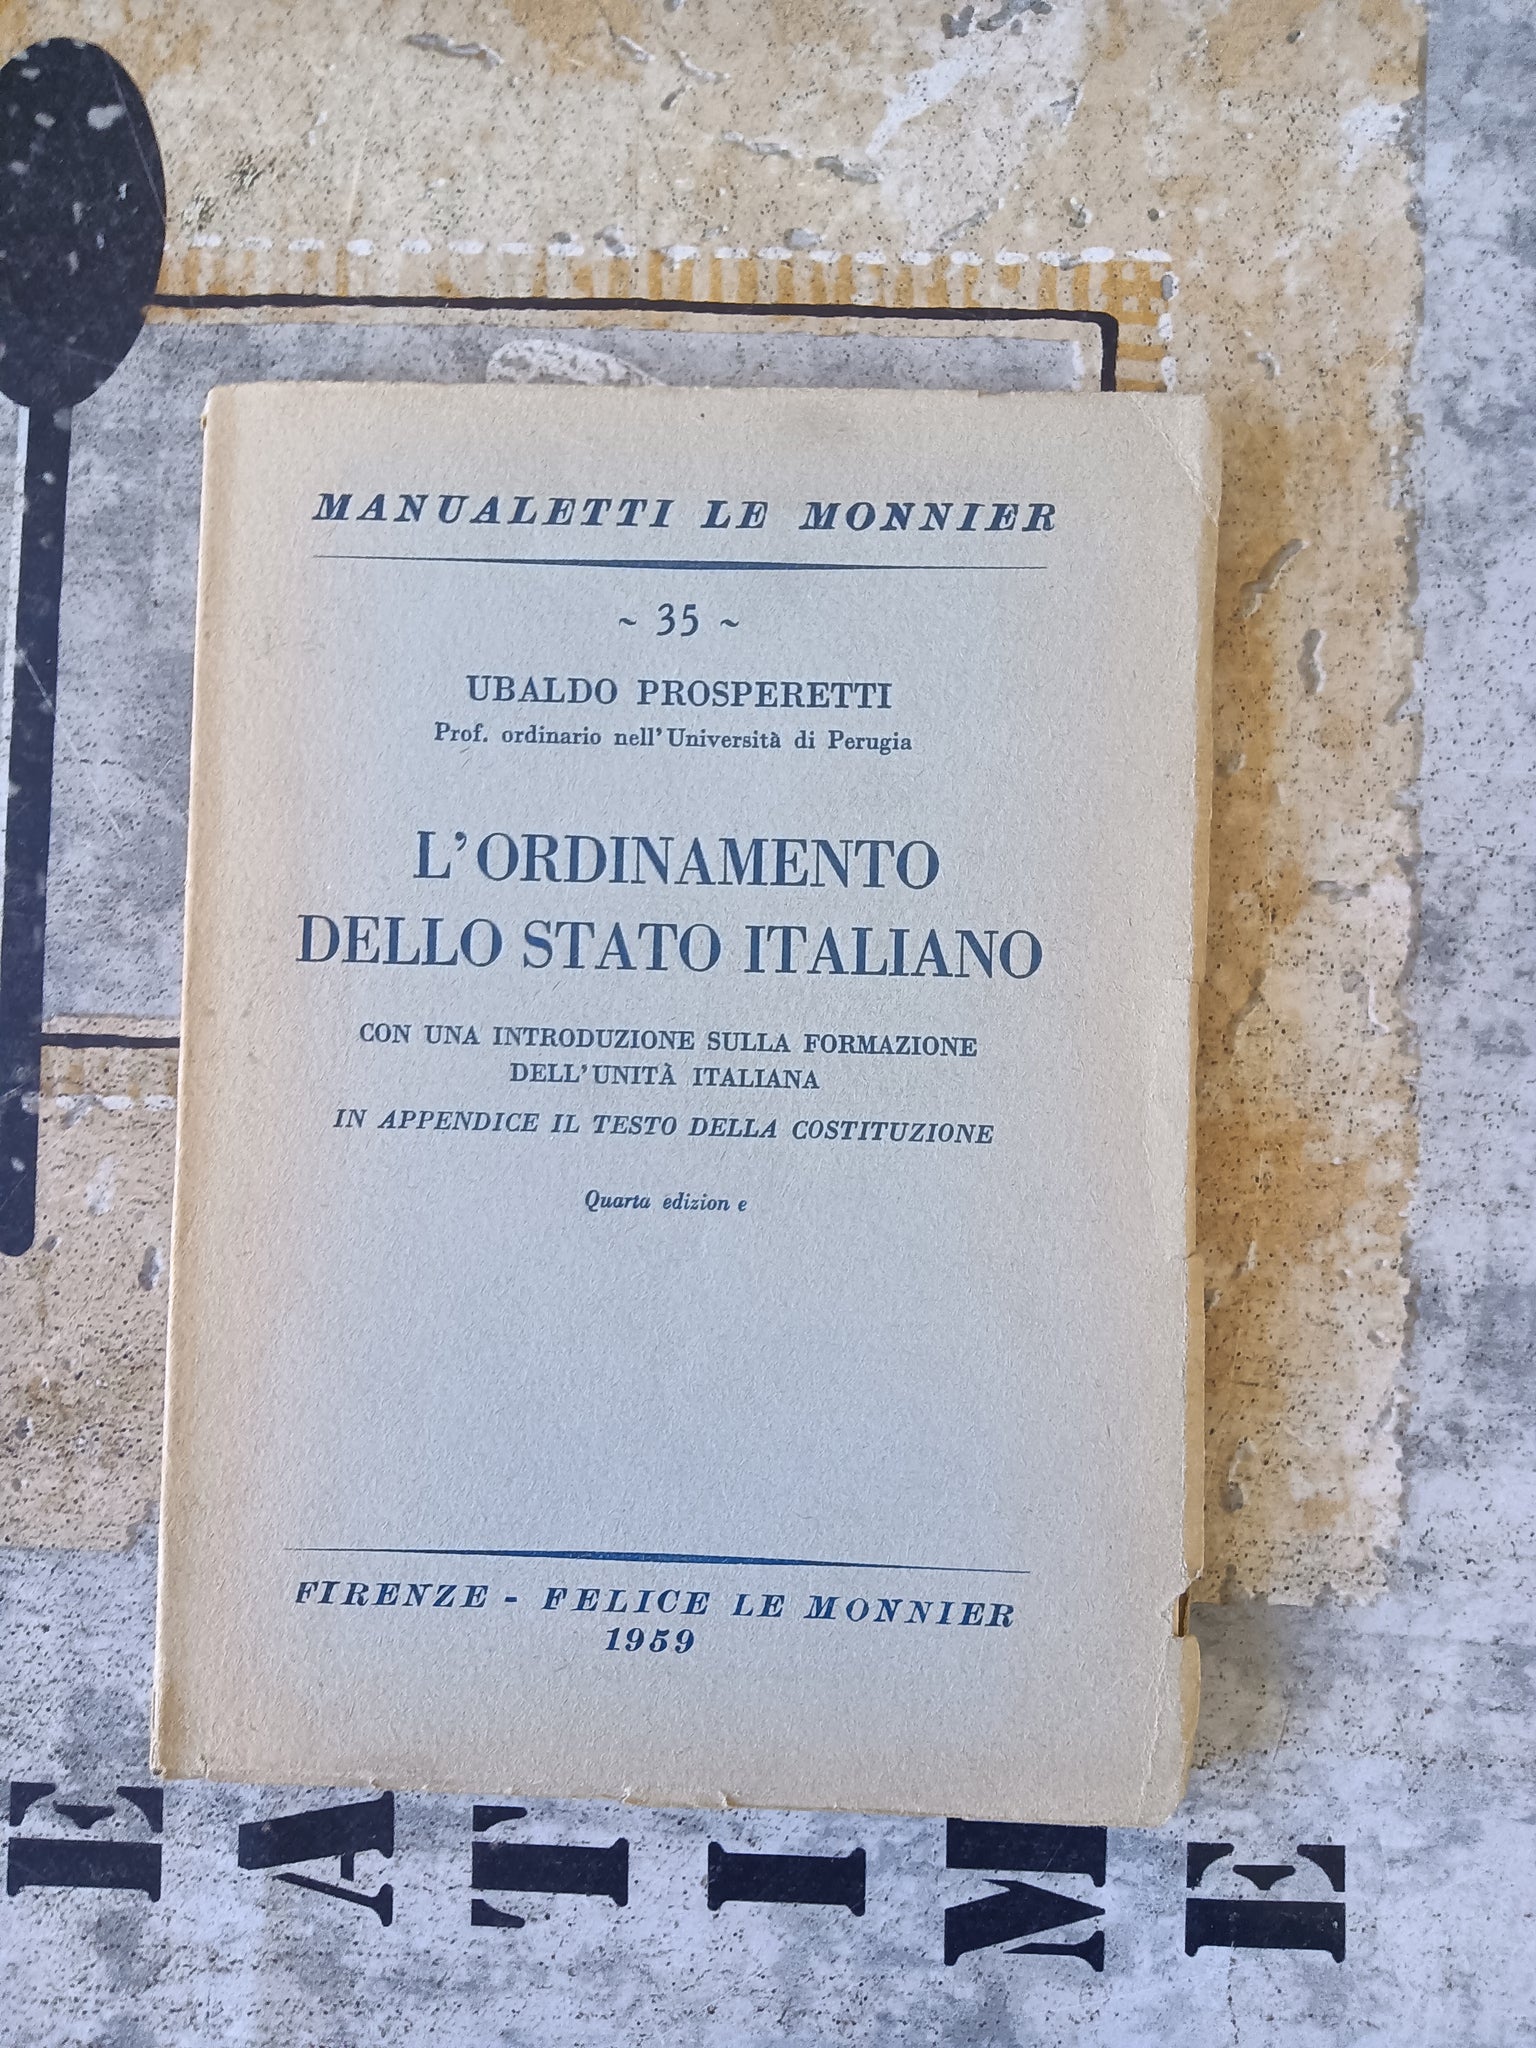 MANUALETTI LE MONNIER
~ 35 ~
UBALDO PROSPERETTI
Prof. ordinario nell'Università di Perugia
L'ORDINAMENTO
DELLO STATO ITALIANO
CON UNA INTRODUZIONE SULLA FORMAZIONE
DELL'UNITÀ ITALIANA
IN APPENDICE IL TESTO DELLA COSTITUZIONE
Quarta edizion e
FIRENZE - FELICE LE MONNIER
1959
EATIME